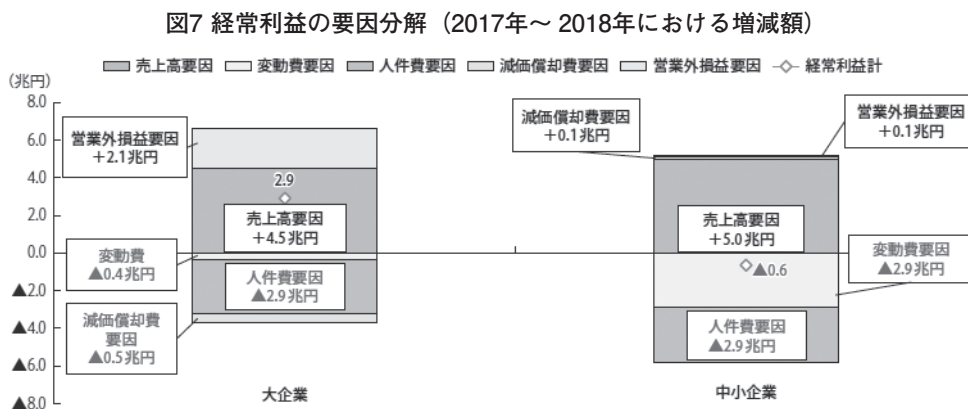 図7 経常利益の要因分解（2017年～2018年における増減額）
売上高要因 変動費要因 人件費要因 減価償却費要因 営業外損益要因 経常利益計
（兆円）
8.0
6.0
4.0
2.0
0.0
▲2.0
▲4.0
▲6.0
▲8.0
営業外損益要因
＋2.1兆円
2.9
売上高要因
＋4.5兆円
変動費
▲0.4兆円
人件費要因
▲2.9兆円
減価償却費
要因
▲0.5兆円
大企業
減価償却費要因
＋0.1兆円
営業外損益要因
＋0.1兆円
売上高要因
＋5.0兆円
▲0.6
変動費要因
▲2.9兆円
人件費要因
▲2.9兆円
中小企業